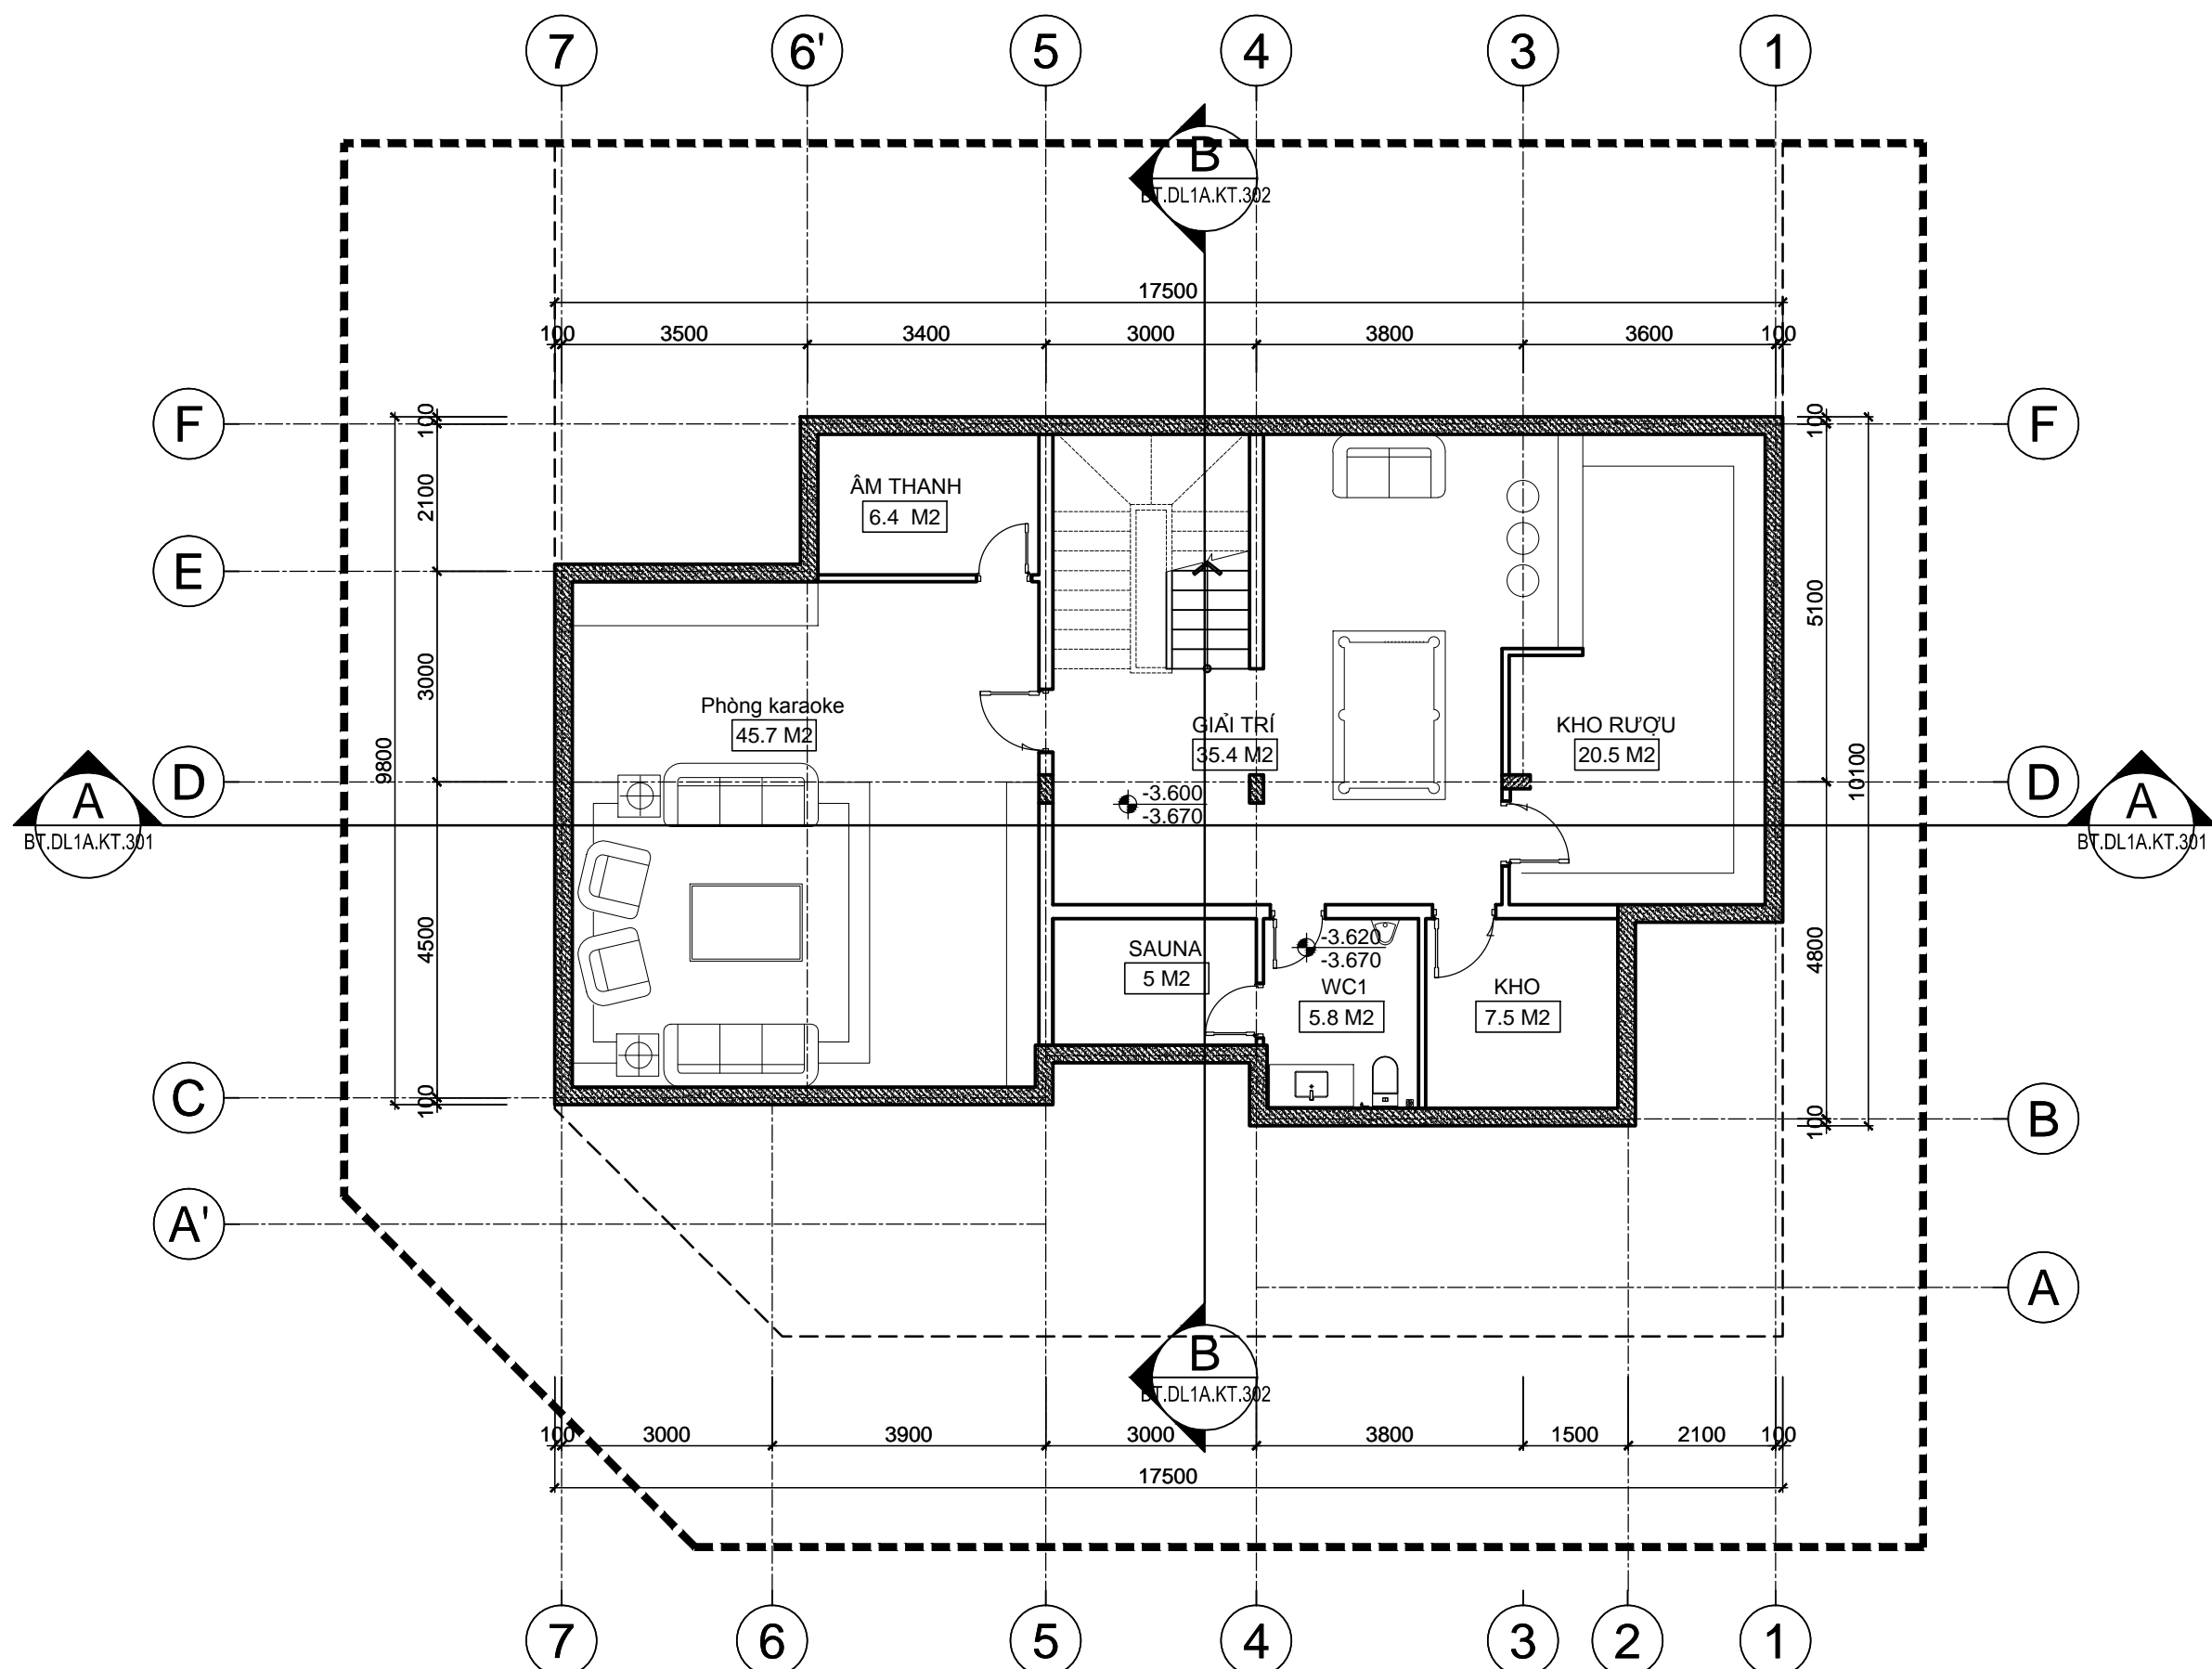 7 6' 5 4 3 1
B
BT.DL1A.KT.302
17500
100 3500 3400 3000 3800 3600 100
F 100 100 F
ÂM THANH
6.4 M2
2100
E
5100
3000
Phòng karaoke
45.7 M2
GIẢI TRÍ
35.4 M2
KHO RƯỢU
20.5 M2
9800
10100
D D
-3.600
-3.670
A
BT.DL1A.KT.301
A
BT.DL1A.KT.301
4500
4800
SAUNA
5 M2
-3.620
-3.670
WC1
5.8 M2
KHO
7.5 M2
C 100 100 B
A'
A
B
BT.DL1A.KT.302
100 3000 3900 3000 3800 1500 2100 100
17500
7 6 5 4 3 2 1